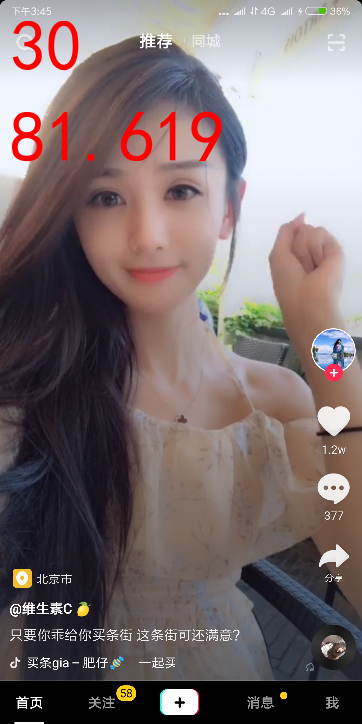 下午3:45
... 4G 36%
30
推荐 同城
81.619
1.2w
377
分享
北京市
@维生素C🍋
只要你乖给你买条街 这条街可还满意？
买条gia – 肥仔🍬 一起买
首页 关注 58 消息 我